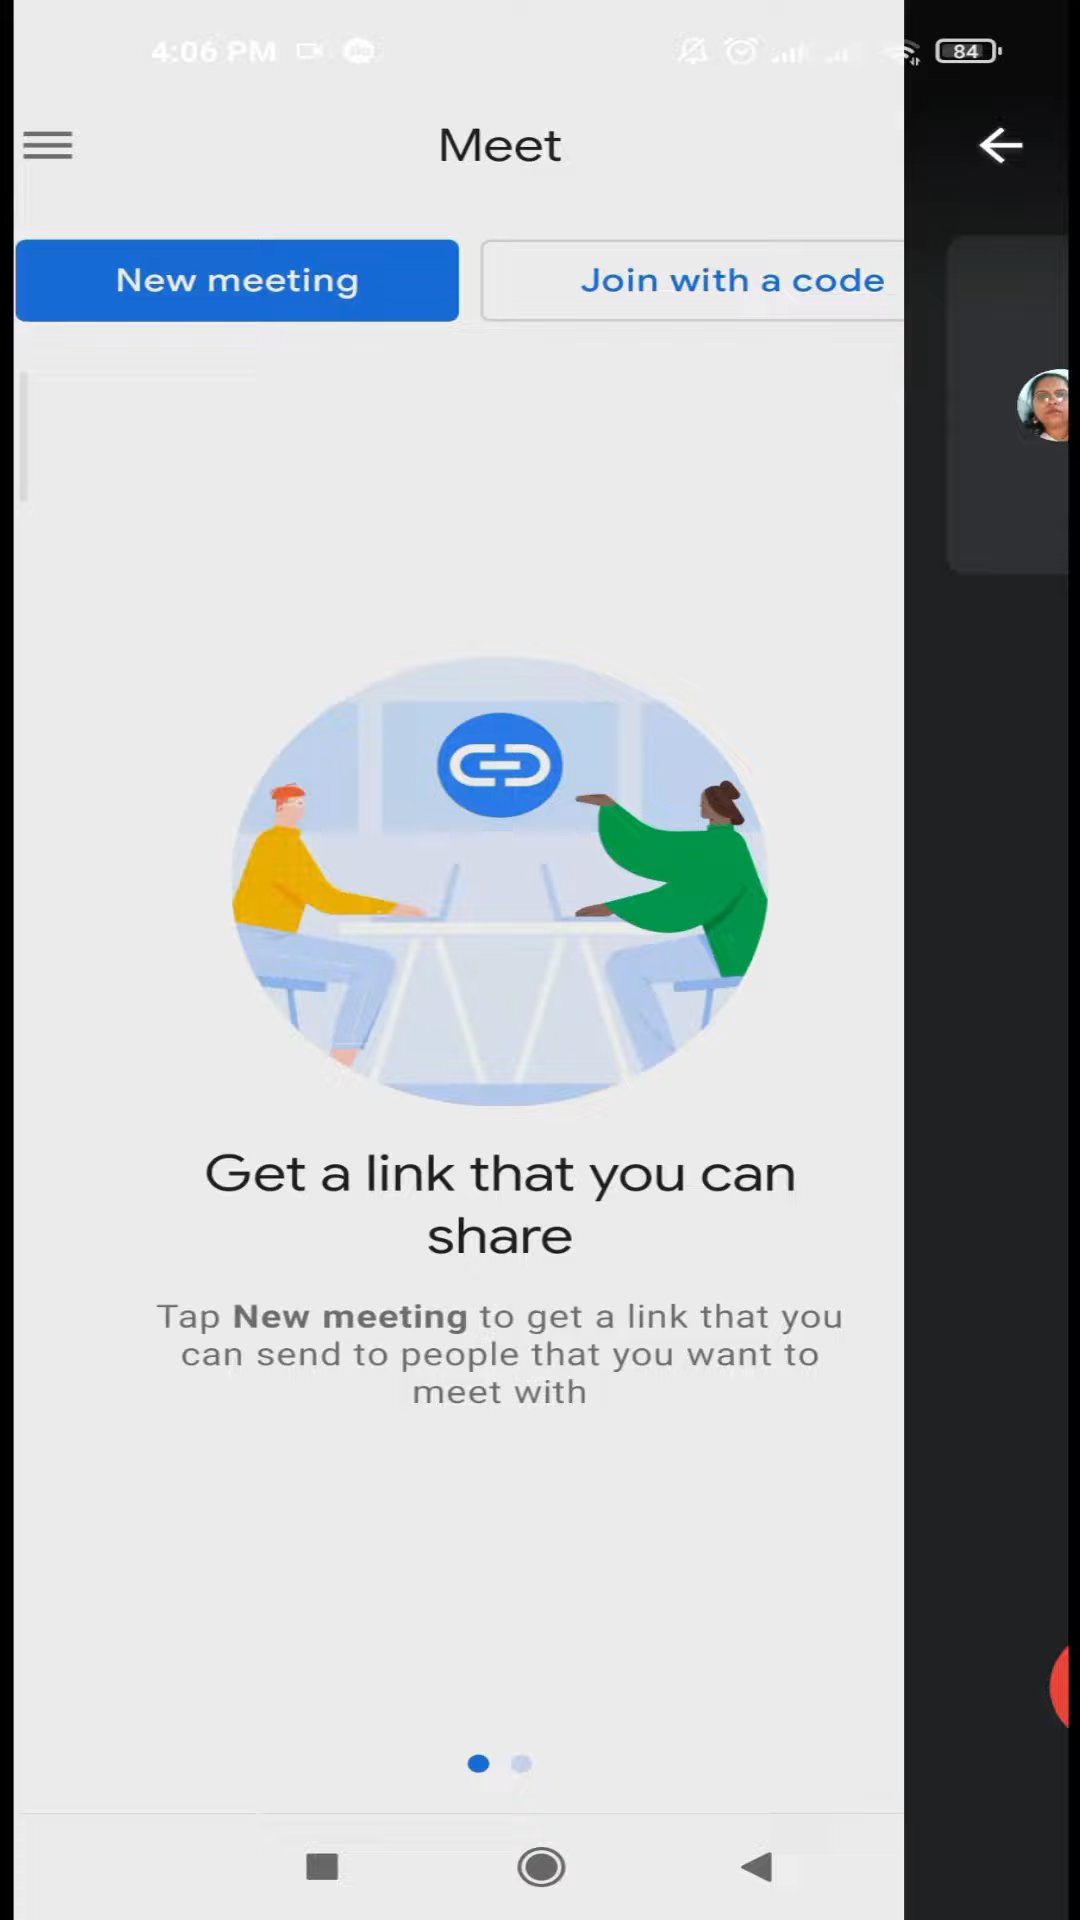 4:06 PM
84
Meet
New meeting
Join with a code
Get a link that you can
share
Tap New meeting to get a link that you
can send to people that you want to
meet with